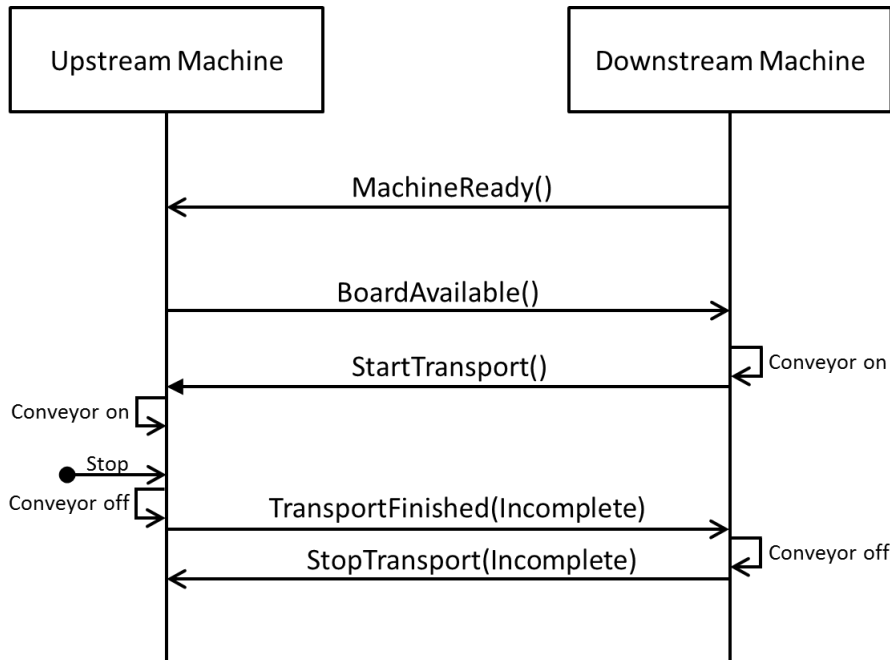 Upstream Machine
Downstream Machine
MachineReady()
BoardAvailable()
Conveyor on
StartTransport()
Conveyor on
Stop
Conveyor off
TransportFinished(Incomplete)
Conveyor off
StopTransport(Incomplete)